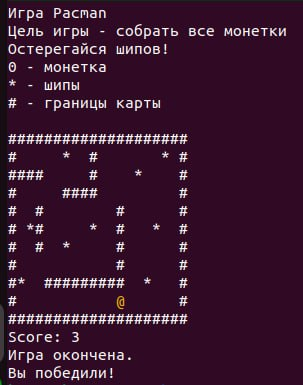 Игра Pacman
Цель игры - собрать все монетки
Остерегайся шипов!
0 - монетка
* - шипы
# - границы карты

####################
#     *  #       * #
####     #    *    #
#     ####         #
#  #        #      #
# *#     *  #   *  #
#  #  *     #      #
#           #      #
#*  #########  *   #
#           @      #
####################
Score: 3
Игра окончена.
Вы победили!